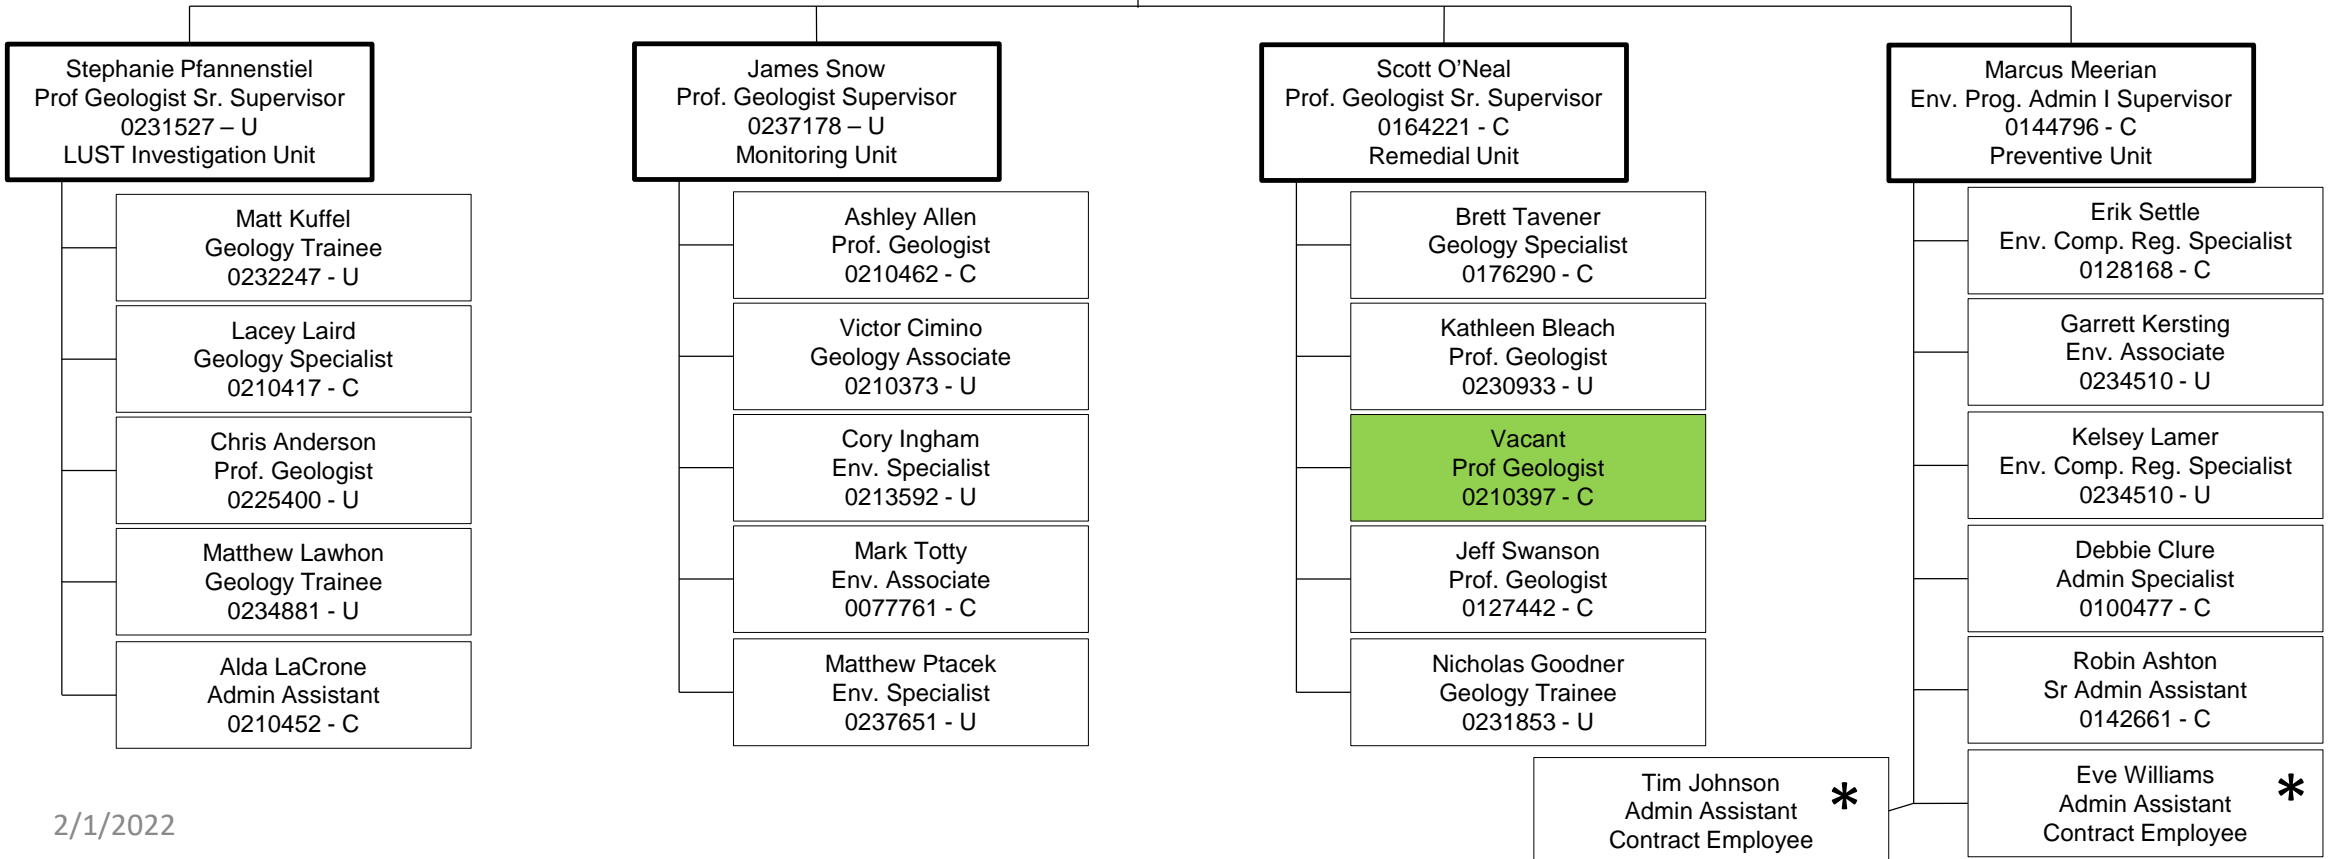 Stephanie Pfannenstiel
Prof Geologist Sr. Supervisor
0231527 – U
LUST Investigation Unit
Matt Kuffel
Geology Trainee
0232247 - U
Lacey Laird
Geology Specialist
0210417 - C
Chris Anderson
Prof. Geologist
0225400 - U
Matthew Lawhon
Geology Trainee
0234881 - U
Alda LaCrone
Admin Assistant
0210452 - C
James Snow
Prof. Geologist Supervisor
0237178 – U
Monitoring Unit
Ashley Allen
Prof. Geologist
0210462 - C
Victor Cimino
Geology Associate
0210373 - U
Cory Ingham
Env. Specialist
0213592 - U
Mark Totty
Env. Associate
0077761 - C
Matthew Ptacek
Env. Specialist
0237651 - U
Scott O’Neal
Prof. Geologist Sr. Supervisor
0164221 - C
Remedial Unit
Brett Tavener
Geology Specialist
0176290 - C
Kathleen Bleach
Prof. Geologist
0230933 - U
Vacant
Prof Geologist
0210397 - C
Jeff Swanson
Prof. Geologist
0127442 - C
Nicholas Goodner
Geology Trainee
0231853 - U
Marcus Meerian
Env. Prog. Admin I Supervisor
0144796 - C
Preventive Unit
Erik Settle
Env. Comp. Reg. Specialist
0128168 - C
Garrett Kersting
Env. Associate
0234510 - U
Kelsey Lamer
Env. Comp. Reg. Specialist
0234510 - U
Debbie Clure
Admin Specialist
0100477 - C
Robin Ashton
Sr Admin Assistant
0142661 - C
Tim Johnson
Admin Assistant *
Contract Employee
Eve Williams *
Admin Assistant
Contract Employee
2/1/2022